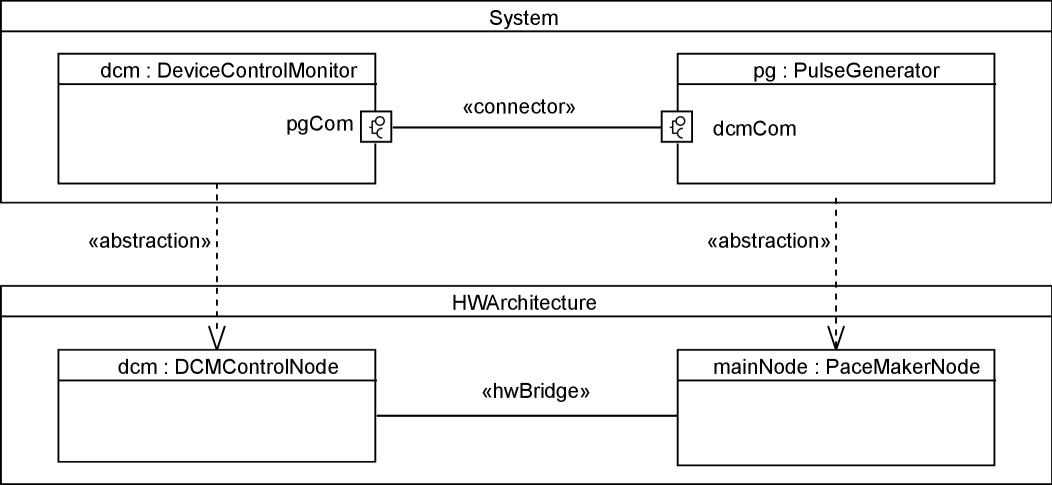 System
dcm : DeviceControlMonitor
pg : PulseGenerator
«connector»
pgCom
dcmCom
«abstraction»
«abstraction»
HWArchitecture
dcm : DCMControlNode
mainNode : PaceMakerNode
«hwBridge»